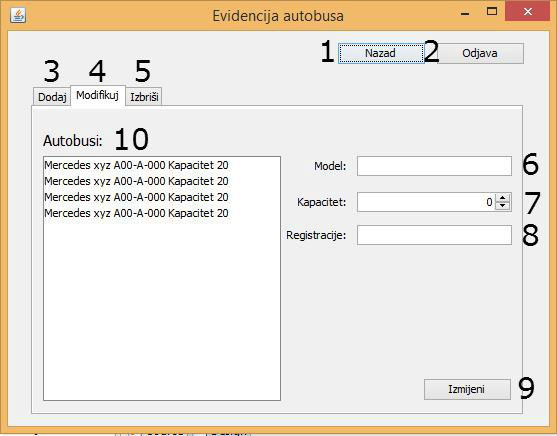 Evidencija autobusa
1 Nazad 2 Odjava
3 4 5
Dodaj Modifikuj Izbriši
Autobusi: 10
Mercedes xyz A00-A-000 Kapacitet 20
Mercedes xyz A00-A-000 Kapacitet 20
Mercedes xyz A00-A-000 Kapacitet 20
Mercedes xyz A00-A-000 Kapacitet 20
Model: 6
Kapacitet: 0 7
Registracije: 8
Izmijeni 9